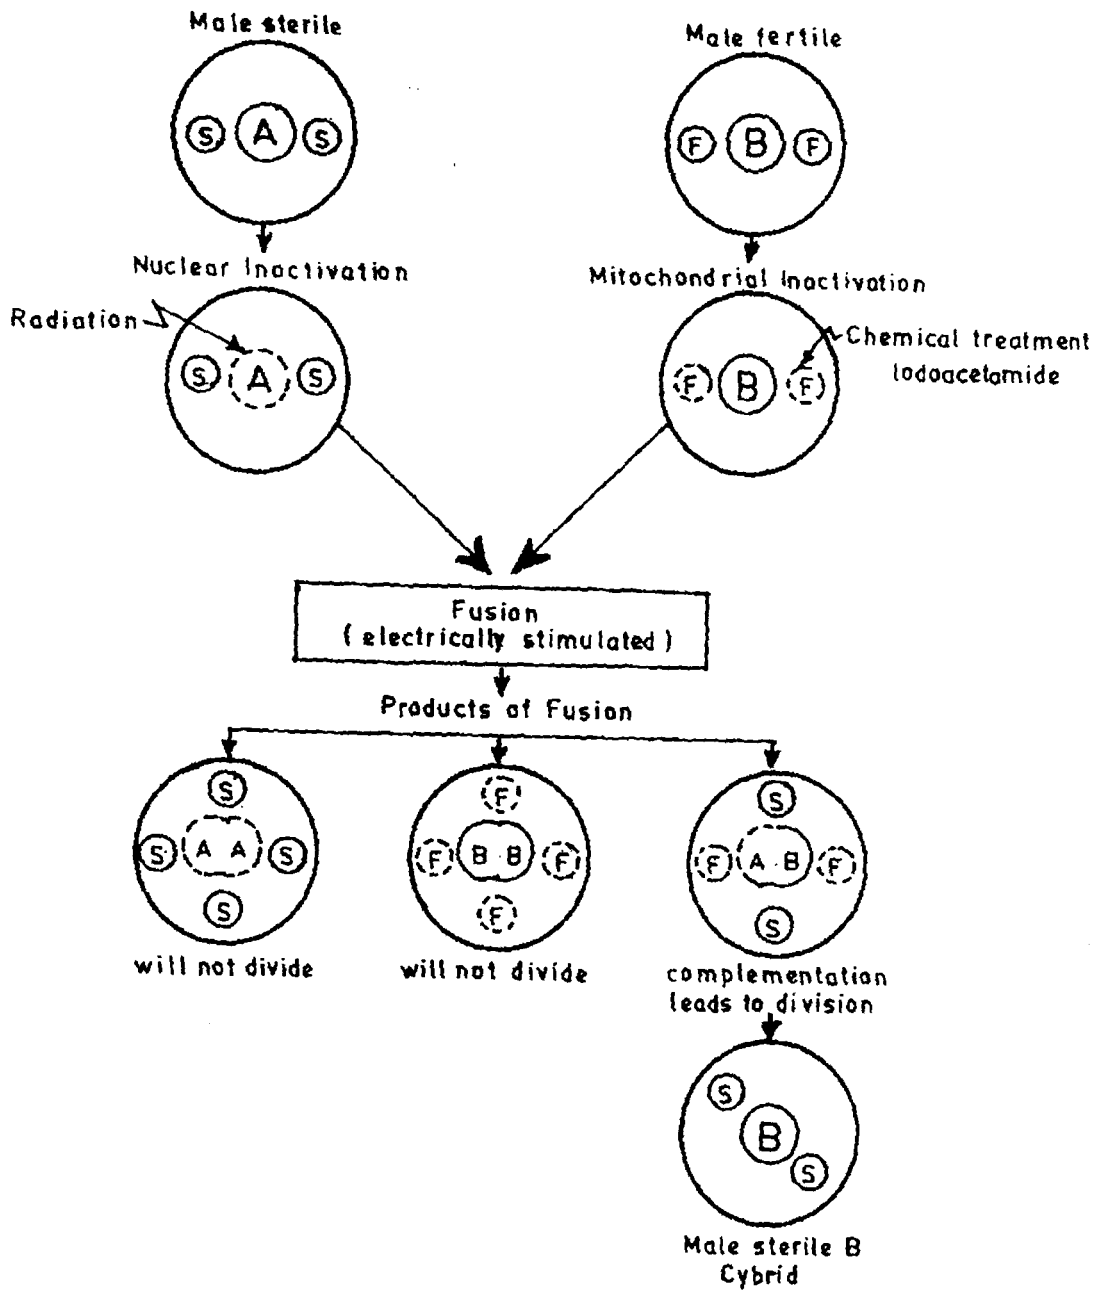 Male sterile
Male fertile
S A S
F B F
Nuclear Inactivation
Mitochondrial Inactivation
Radiation
Chemical treatment
Iodoacetamide
S A S
F B F
Fusion
( electrically stimulated )
Products of Fusion
S
S A A S
S
F
F B B F
F
S
F A B F
S
will not divide
will not divide
complementation
leads to division
S
B
S
Male sterile B
Cybrid